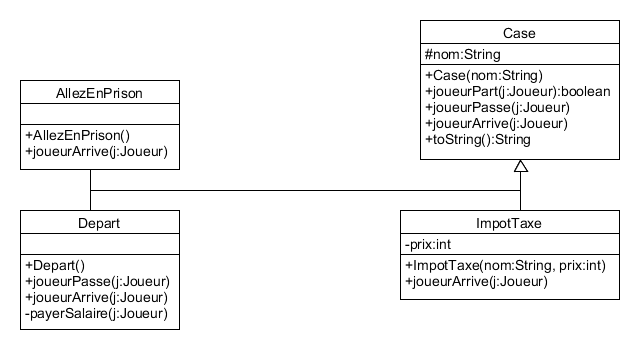 Case
#nom:String
+Case(nom:String)
+joueurPart(j:Joueur):boolean
+joueurPasse(j:Joueur)
+joueurArrive(j:Joueur)
+toString():String
AllezEnPrison
+AllezEnPrison()
+joueurArrive(j:Joueur)
Depart
+Depart()
+joueurPasse(j:Joueur)
+joueurArrive(j:Joueur)
-payerSalaire(j:Joueur)
ImpotTaxe
-prix:int
+ImpotTaxe(nom:String, prix:int)
+joueurArrive(j:Joueur)